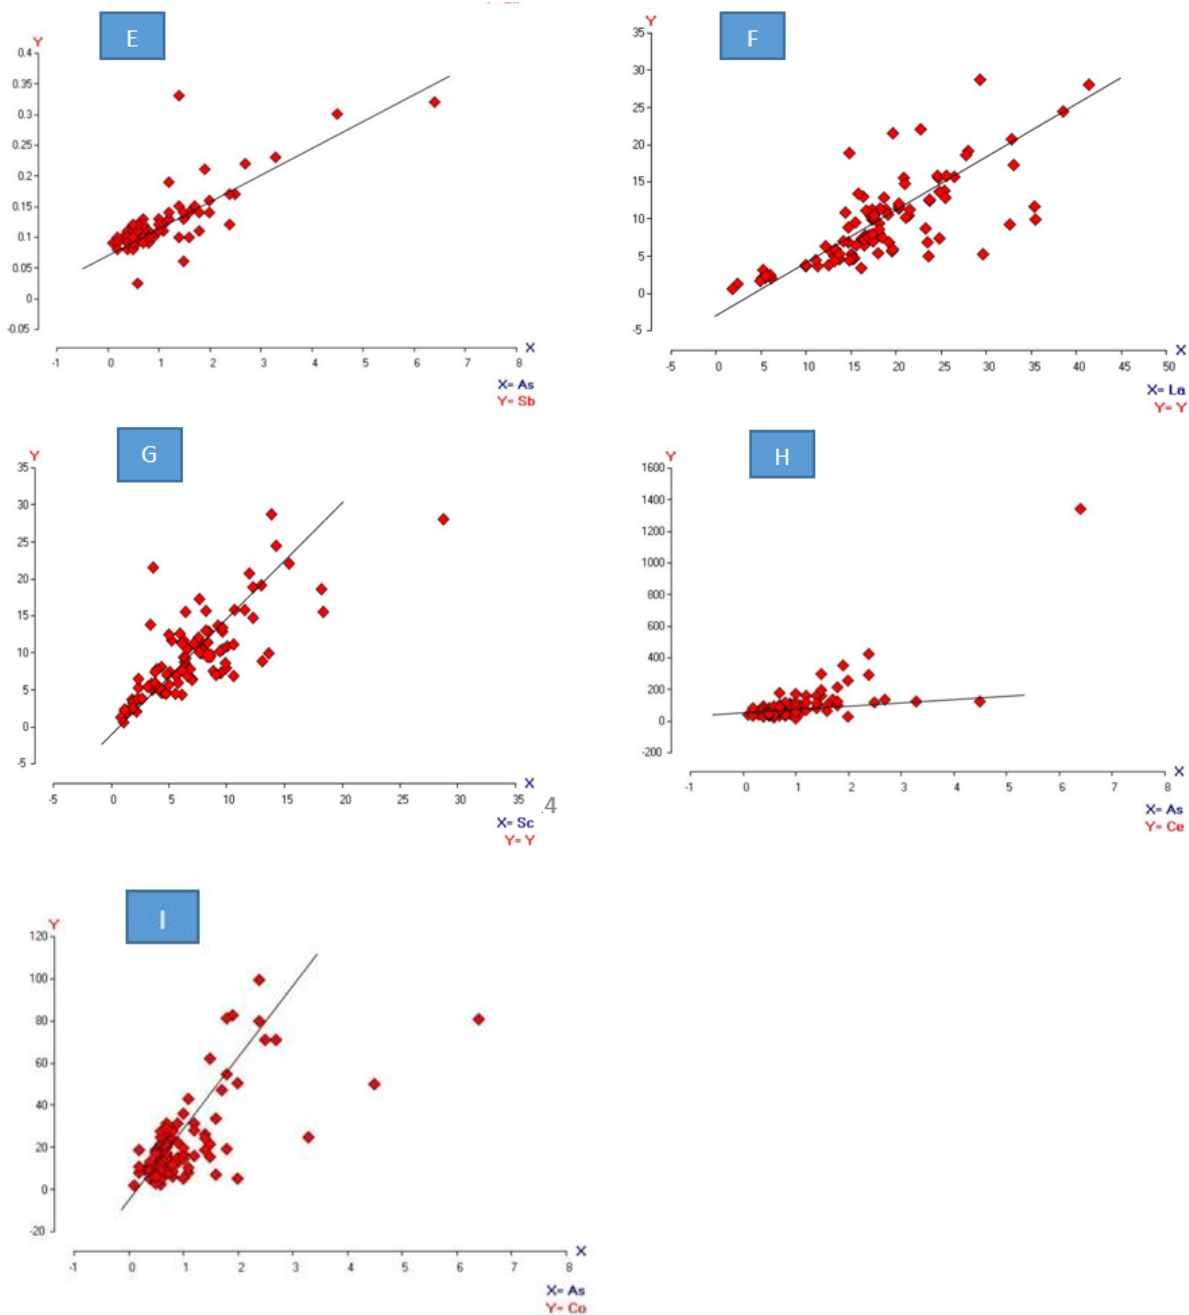 E
Y
0.4
0.35
0.3
0.25
0.2
0.15
0.1
0.05
0
-0.05
-1 0 1 2 3 4 5 6 7 8 X
X= As
Y= Sb
F
Y
35
30
25
20
15
10
5
0
-5
-5 0 5 10 15 20 25 30 35 40 45 50 X
X= La
Y= Y
G
Y
35
30
25
20
15
10
5
0
-5
-5 0 5 10 15 20 25 30 35 X
.4
X= Sc
Y= Y
H
Y
1600
1400
1200
1000
800
600
400
200
0
-200
-1 0 1 2 3 4 5 6 7 8 X
X= As
Y= Ce
I
Y
120
100
80
60
40
20
0
-20
-1 0 1 2 3 4 5 6 7 8 X
X= As
Y= Co